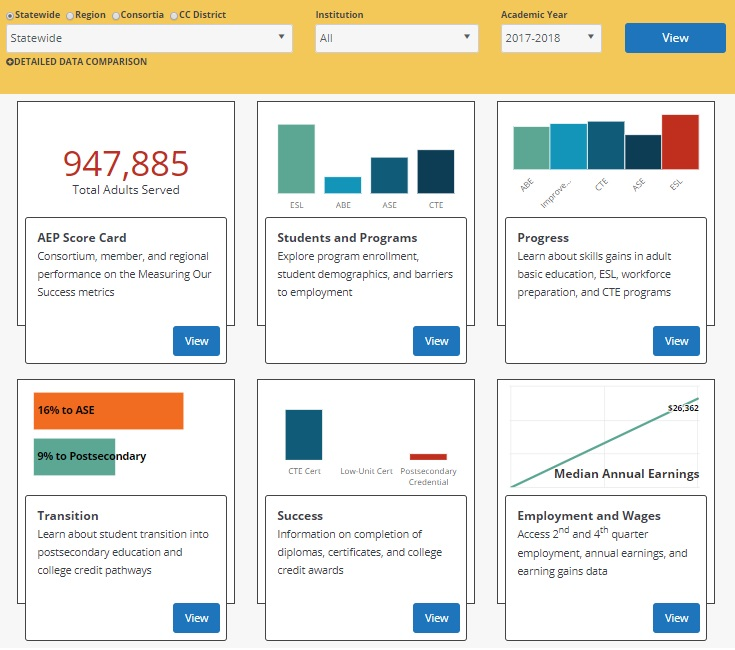 Statewide Region Consortia CC District
Institution
Academic Year
Statewide
All
2017-2018
View
DETAILED DATA COMPARISON
947,885
Total Adults Served
AEP Score Card
Consortium, member, and regional
performance on the Measuring Our
Success metrics
View
ESL ABE ASE CTE
Students and Programs
Explore program enrollment,
student demographics, and barriers
to employment
View
ABE Improve... CTE ASE ESL
Progress
Learn about skills gains in adult
basic education, ESL, workforce
preparation, and CTE programs
View
16% to ASE
9% to Postsecondary
Transition
Learn about student transition into
postsecondary education and
college credit pathways
View
CTE Cert Low-Unit Cert Postsecondary
Credential
Success
Information on completion of
diplomas, certificates, and college
credit awards
View
$26,362
Median Annual Earnings
Employment and Wages
Access 2nd and 4th quarter
employment, annual earnings, and
earning gains data
View